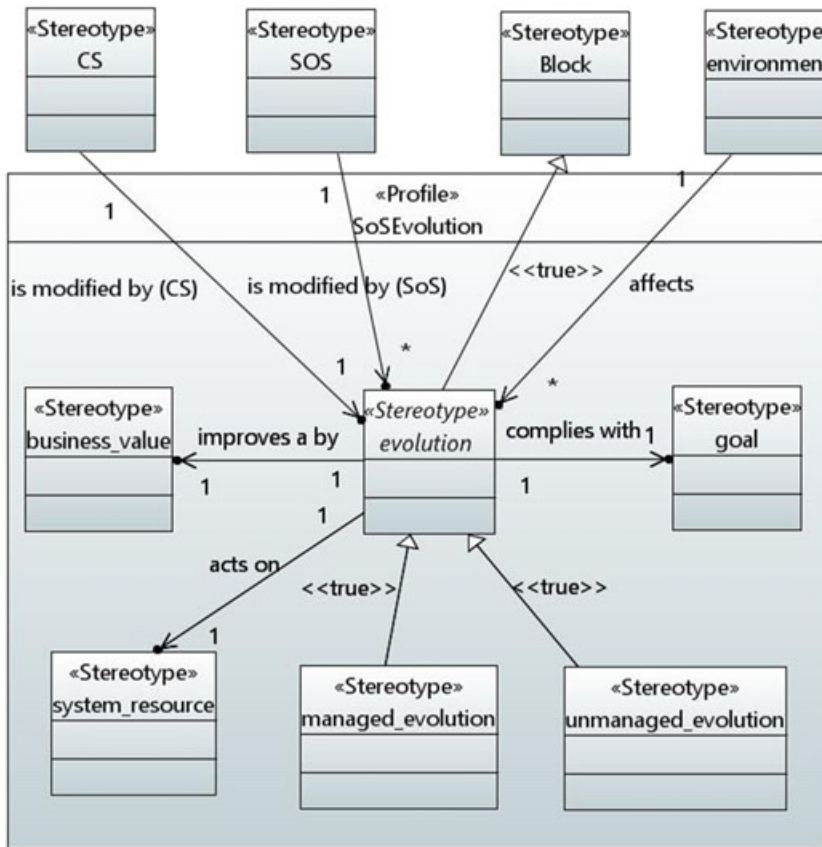 «Stereotype»
CS
«Stereotype»
SOS
«Stereotype»
Block
«Stereotype
environmen
1
1
1
«Profile»
SoSEvolution
is modified by (CS)
is modified by (SoS)
<<true>>
affects
1
*
*
«Stereotype»
business_value
improves a by
1
1
«Stereotype»
evolution
complies with
1
1
«Stereotype»
goal
1
acts on
1
<<true>>
<<true>>
«Stereotype»
system_resource
«Stereotype»
managed_evolution
«Stereotype»
unmanaged_evolution